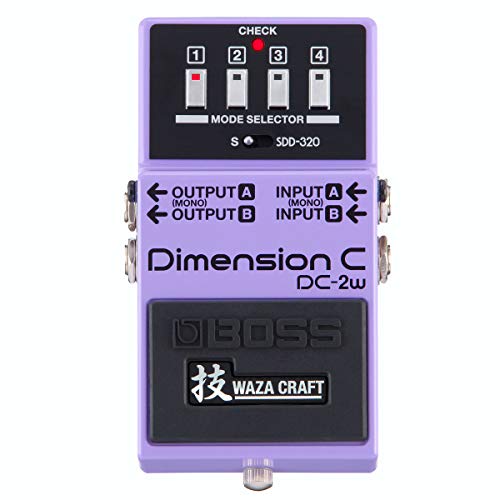 CHECK
1 2 3 4
MODE SELECTOR
S SDD-320
OUTPUT A INPUT A
(MONO) (MONO)
OUTPUT B INPUT B
Dimension C
DC-2w
BOSS
技 WAZA CRAFT